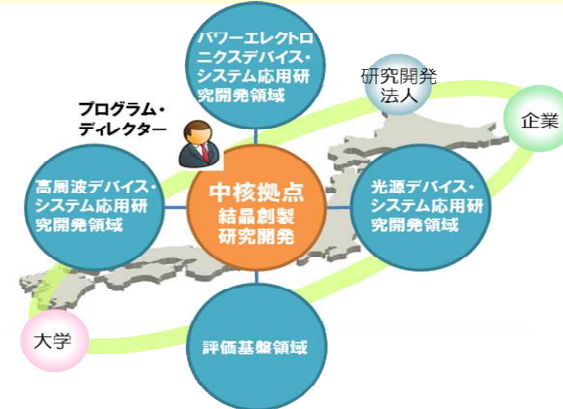 パワーエレクトロ
ニクスデバイス・
システム応用研
究開発領域
研究開発
法人
企業
プログラム・
ディレクター
高周波デバイス・
システム応用研
究開発領域
中核拠点
結晶創製
研究開発
光源デバイス・
システム応用研
究開発領域
大学
評価基盤領域